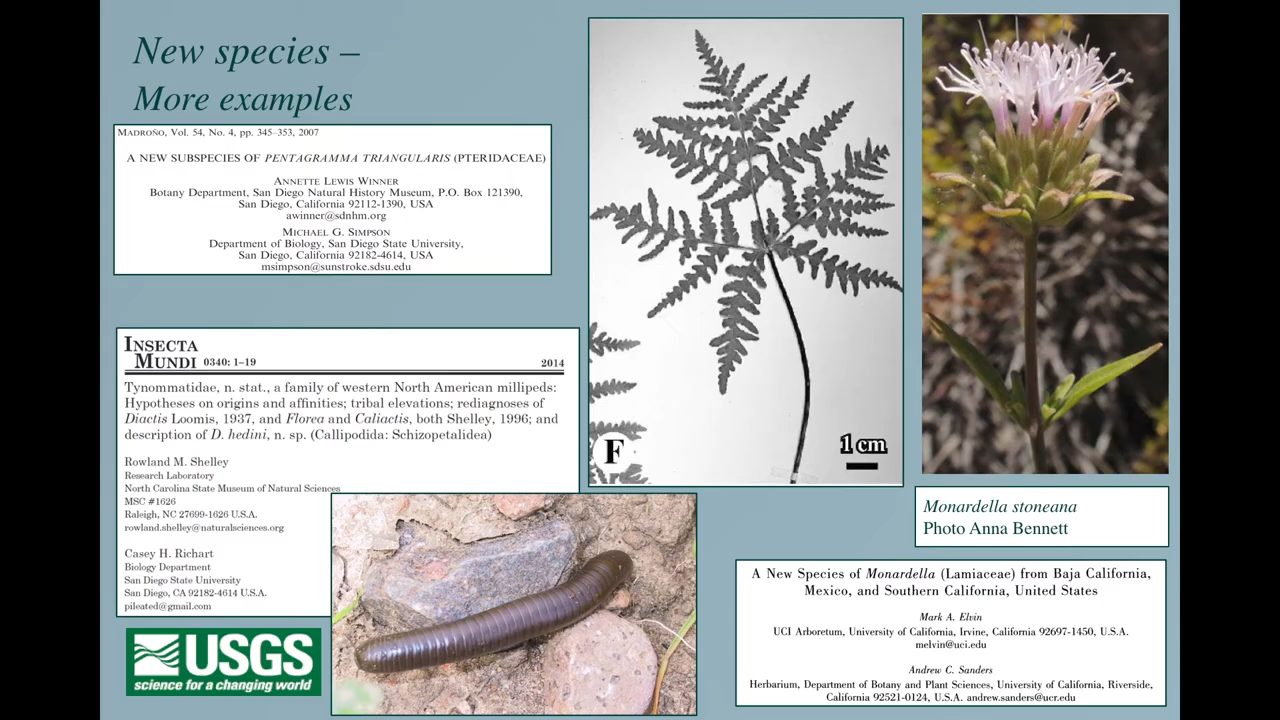 New species –
More examples
MADROÑO, Vol. 54, No. 4, pp. 345–353, 2007
A NEW SUBSPECIES OF PENTAGRAMMA TRIANGULARIS (PTERIDACEAE)
ANNETTE LEWIS WINNER
Botany Department, San Diego Natural History Museum, P.O. Box 121390,
San Diego, California 92112-1390, USA
awinner@sdnhm.org
MICHAEL G. SIMPSON
Department of Biology, San Diego State University,
San Diego, California 92182-4614, USA
msimpson@sunstroke.sdsu.edu
INSECTA
MUNDI 0340: 1–19 2014
Tynommatidae, n. stat., a family of western North American millipeds:
Hypotheses on origins and affinities; tribal elevations; rediagnoses of
Diactis Loomis, 1937, and Florea and Caliactis, both Shelley, 1996; and
description of D. hedini, n. sp. (Callipodida: Schizopetalidea)
Rowland M. Shelley
Research Laboratory
North Carolina State Museum of Natural Sciences
MSC #1626
Raleigh, NC 27699-1626 U.S.A.
rowland.shelley@naturalsciences.org
Casey H. Richart
Biology Department
San Diego State University
San Diego, CA 92182-4614 U.S.A.
pileated@gmail.com
USGS
science for a changing world
F
1 cm
Monardella stoneana
Photo Anna Bennett
A New Species of Monardella (Lamiaceae) from Baja California,
Mexico, and Southern California, United States
Mark A. Elvin
UCI Arboretum, University of California, Irvine, California 92697-1450, U.S.A.
melvin@uci.edu
Andrew C. Sanders
Herbarium, Department of Botany and Plant Sciences, University of California, Riverside,
California 92521-0124, U.S.A. andrew.sanders@ucr.edu